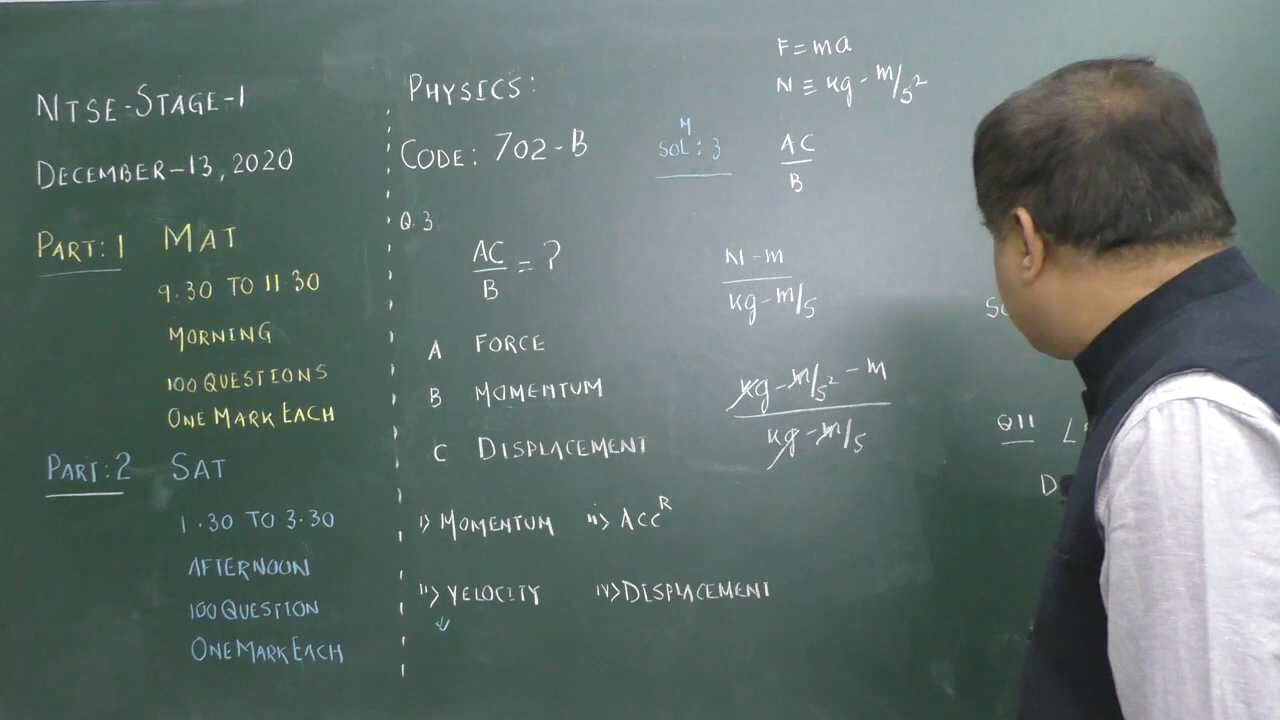 NTSE-STAGE-1
DECEMBER-13, 2020
PART: 1 MAT
9.30 TO 11.30
MORNING
100 QUESTIONS
ONE MARK EACH
PART: 2 SAT
1.30 TO 3.30
AFTERNOON
100 QUESTION
ONE MARK EACH
PHYSICS:
CODE: 702-B
Q.3
AC/B = ?
A FORCE
B MOMENTUM
C DISPLACEMENT
i) MOMENTUM ii) ACC^R
ii) VELOCITY iv) DISPLACEMENT
SOL: 3
F = ma
N ≡ kg - m/s²
AC/B
N-m
kg-m/s
kg-m/s² - m
kg-m/s
Q11